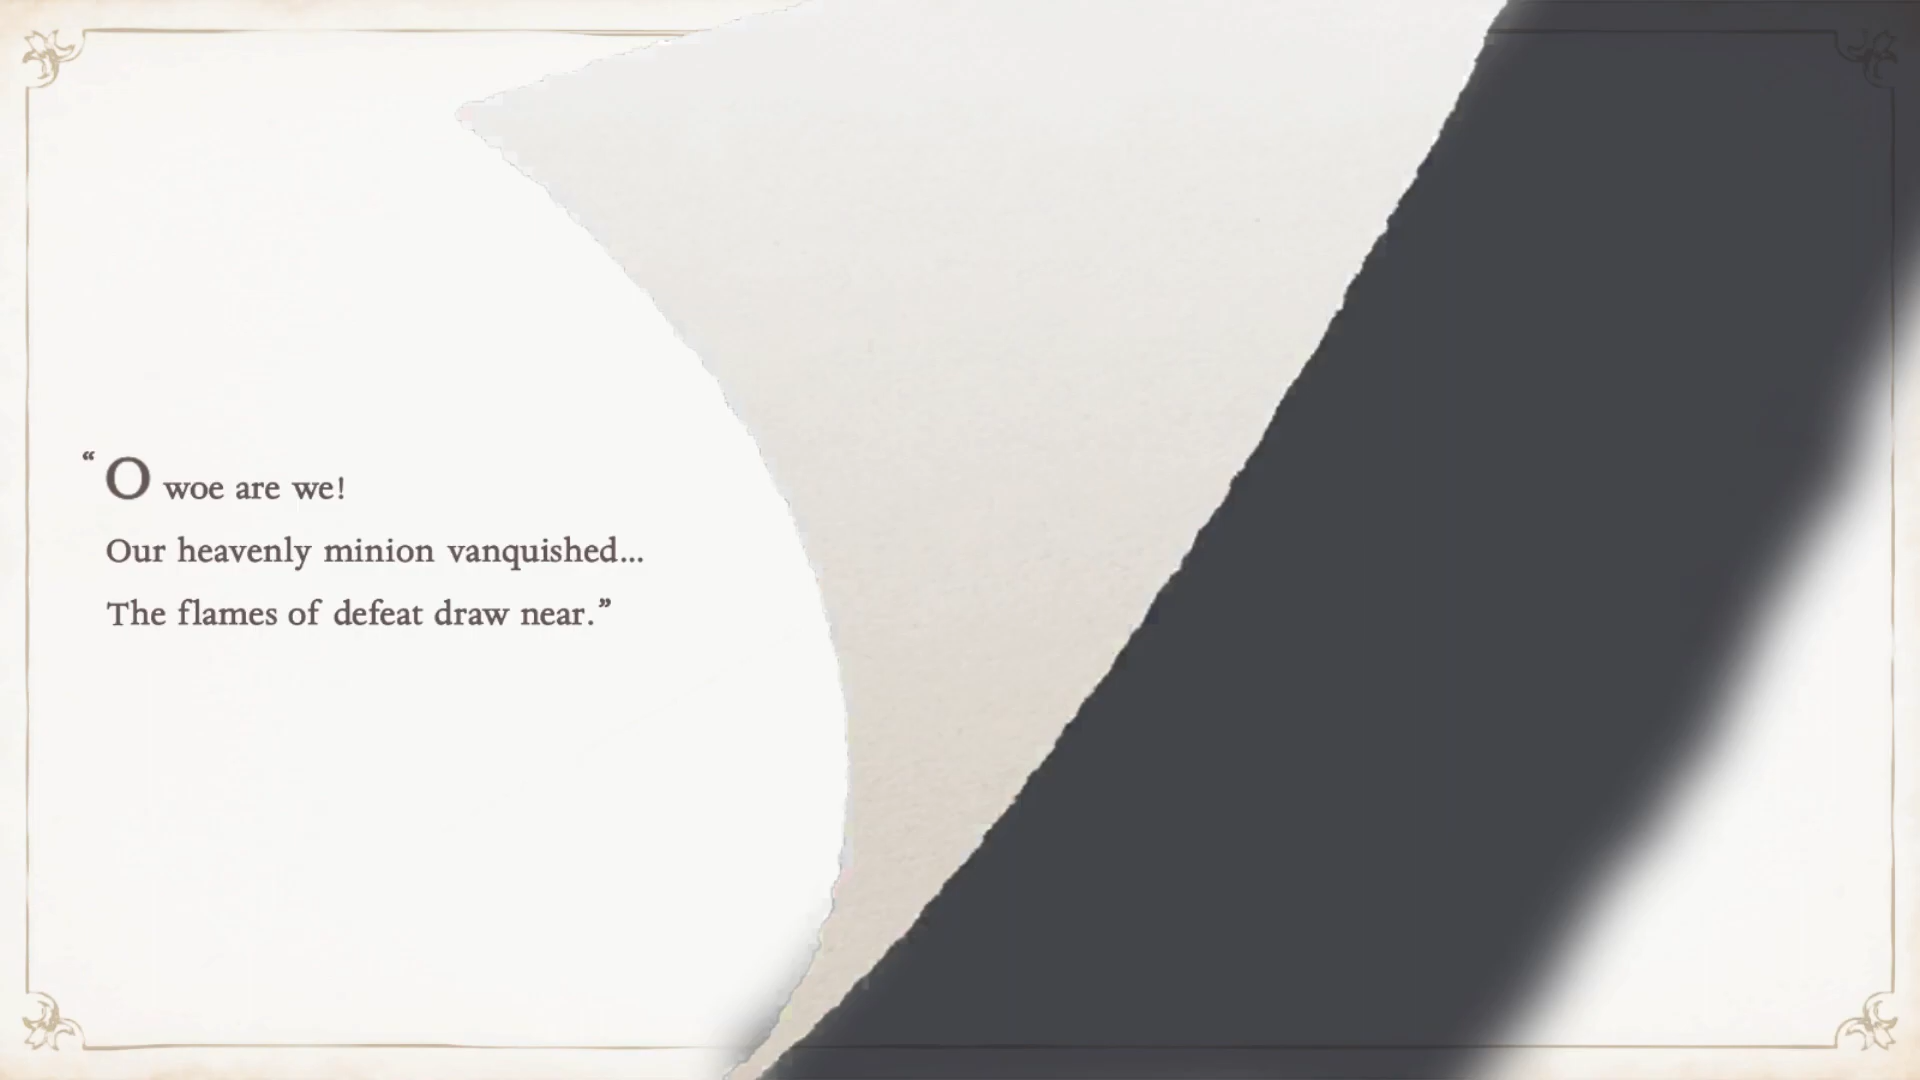 “O woe are we!
Our heavenly minion vanquished...
The flames of defeat draw near.”